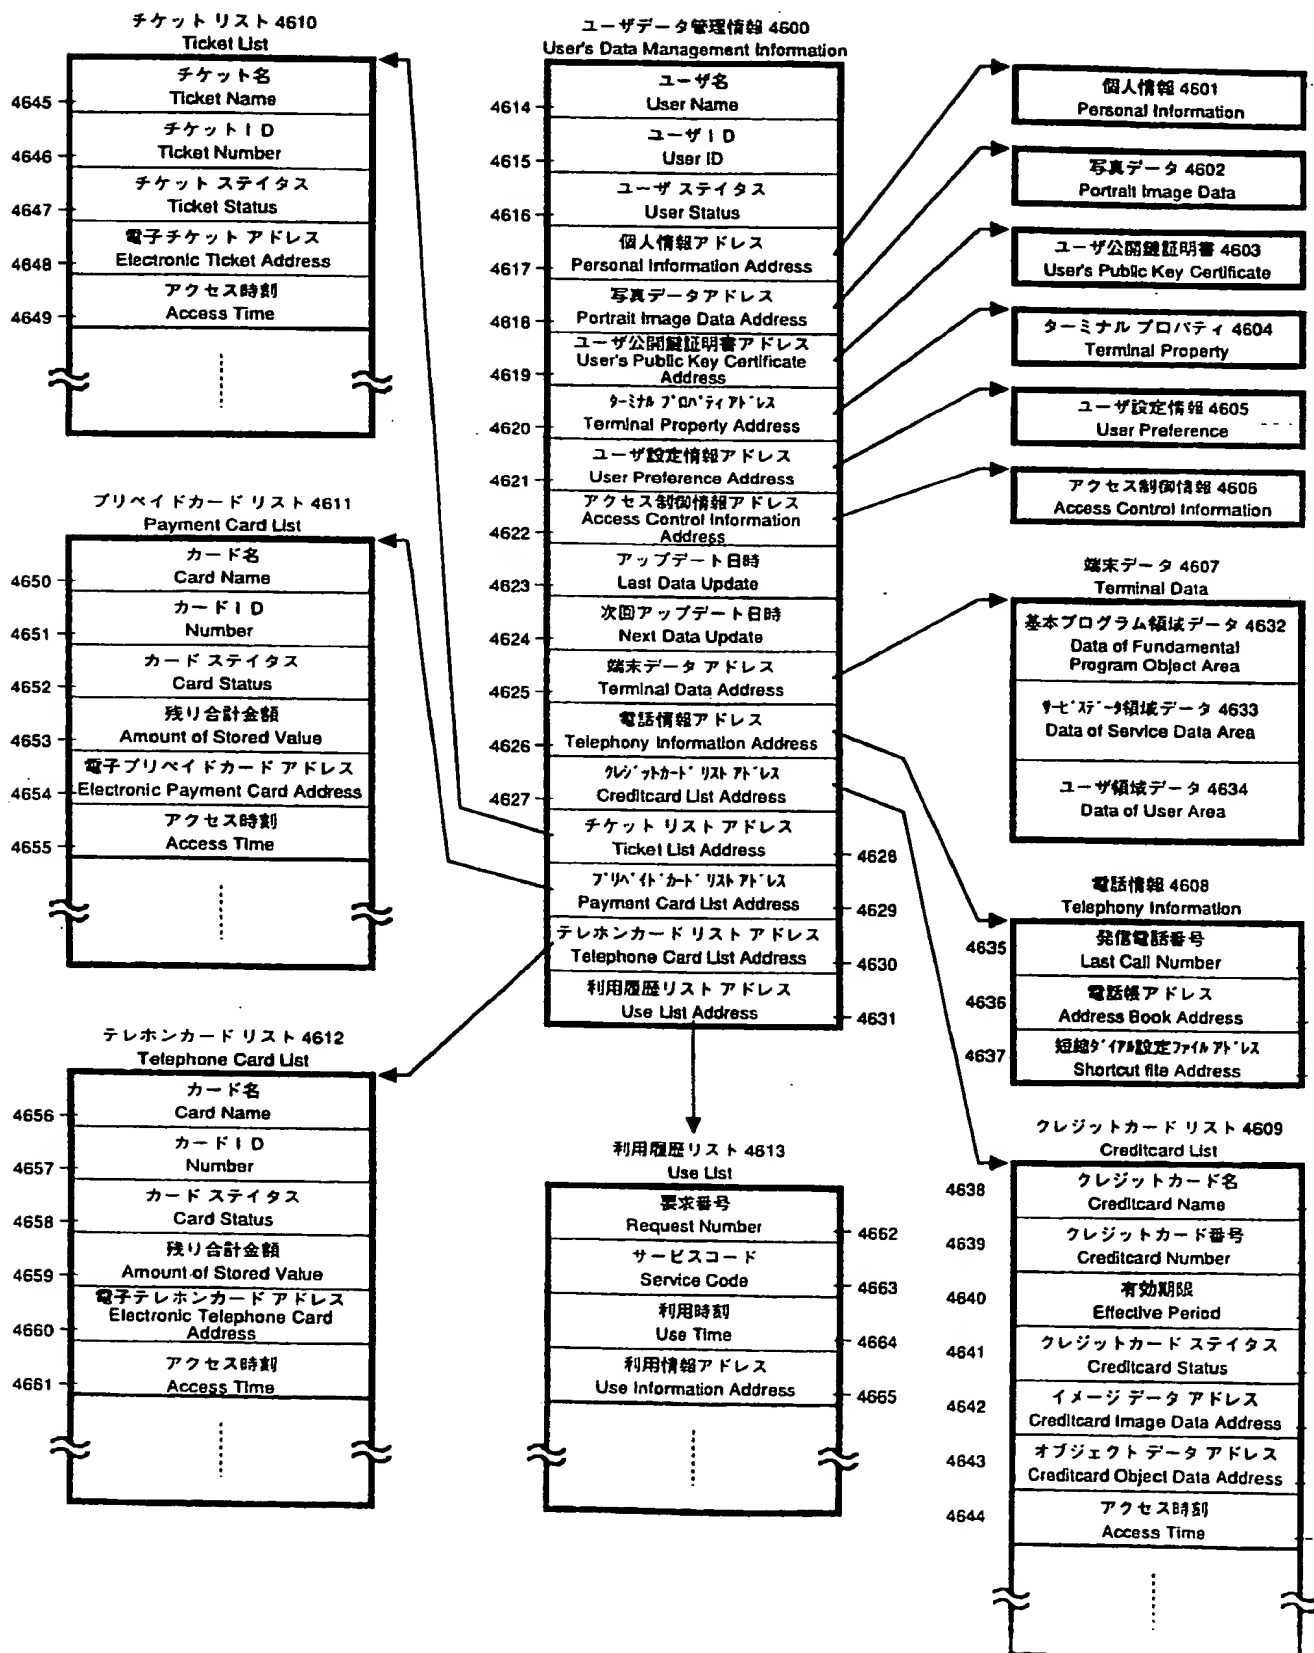 チケット リスト 4610
Ticket List
チケット名
Ticket Name
4645
チケットID
Ticket Number
4646
チケット ステイタス
Ticket Status
4647
電子チケット アドレス
Electronic Ticket Address
4648
アクセス時刻
Access Time
4649
プリペイドカード リスト 4611
Payment Card List
カード名
Card Name
4650
カードID
Number
4651
カード ステイタス
Card Status
4652
残り合計金額
Amount of Stored Value
4653
電子プリペイドカード アドレス
Electronic Payment Card Address
4654
アクセス時刻
Access Time
4655
テレホンカード リスト 4612
Telephone Card List
カード名
Card Name
4656
カードID
Number
4657
カード ステイタス
Card Status
4658
残り合計金額
Amount of Stored Value
4659
電子テレホンカード アドレス
Electronic Telephone Card
Address
4660
アクセス時刻
Access Time
4661
ユーザデータ管理情報 4600
User's Data Management Information
ユーザ名
User Name
4614
ユーザID
User ID
4615
ユーザ ステイタス
User Status
4616
個人情報アドレス
Personal Information Address
4617
写真データアドレス
Portrait Image Data Address
4618
ユーザ公開鍵証明書アドレス
User's Public Key Certificate
Address
4619
ターミナル プロパティ アドレス
Terminal Property Address
4620
ユーザ設定情報アドレス
User Preference Address
4621
アクセス制御情報アドレス
Access Control Information
Address
4622
アップデート日時
Last Data Update
4623
次回アップデート日時
Next Data Update
4624
端末データ アドレス
Terminal Data Address
4625
電話情報アドレス
Telephony Information Address
4626
クレジットカード リスト アドレス
Creditcard List Address
4627
チケット リスト アドレス
Ticket List Address
4628
プリペイドカード リスト アドレス
Payment Card List Address
4629
テレホンカード リスト アドレス
Telephone Card List Address
4630
利用履歴リスト アドレス
Use List Address
4631
利用履歴リスト 4613
Use List
要求番号
Request Number
4662
サービスコード
Service Code
4663
利用時刻
Use Time
4664
利用情報アドレス
Use Information Address
4665
個人情報 4601
Personal Information
写真データ 4602
Portrait Image Data
ユーザ公開鍵証明書 4603
User's Public Key Certificate
ターミナル プロパティ 4604
Terminal Property
ユーザ設定情報 4605
User Preference
アクセス制御情報 4606
Access Control Information
端末データ 4607
Terminal Data
基本プログラム領域データ 4632
Data of Fundamental
Program Object Area
サービスデータ領域データ 4633
Data of Service Data Area
ユーザ領域データ 4634
Data of User Area
電話情報 4608
Telephony Information
4635
発信電話番号
Last Call Number
4636
電話帳アドレス
Address Book Address
4637
短縮ダイアル設定ファイル アドレス
Shortcut file Address
クレジットカード リスト 4609
Creditcard List
4638
クレジットカード名
Creditcard Name
4639
クレジットカード番号
Creditcard Number
4640
有効期限
Effective Period
4641
クレジットカード ステイタス
Creditcard Status
4642
イメージ データ アドレス
Creditcard Image Data Address
4643
オブジェクト データ アドレス
Creditcard Object Data Address
4644
アクセス時刻
Access Time